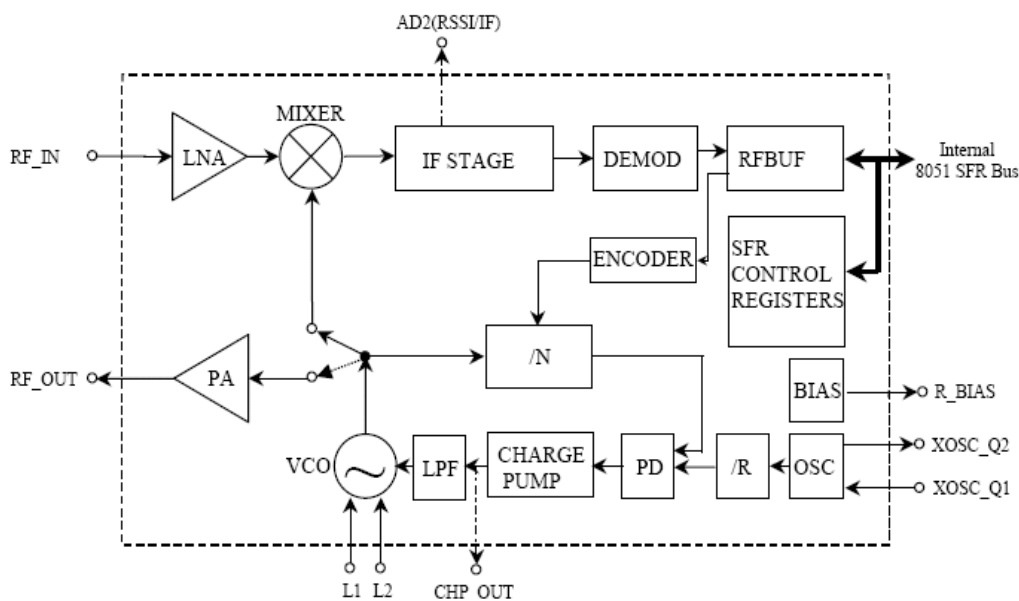 AD2(RSSI/IF)
MIXER
RF_IN
LNA
IF STAGE
DEMOD
RFBUF
Internal
8051 SFR Bus
ENCODER
SFR
CONTROL
REGISTERS
/N
RF_OUT
PA
BIAS
R_BIAS
VCO
LPF
CHARGE
PUMP
PD
/R
OSC
XOSC_Q2
XOSC_Q1
L1
L2
CHP_OUT